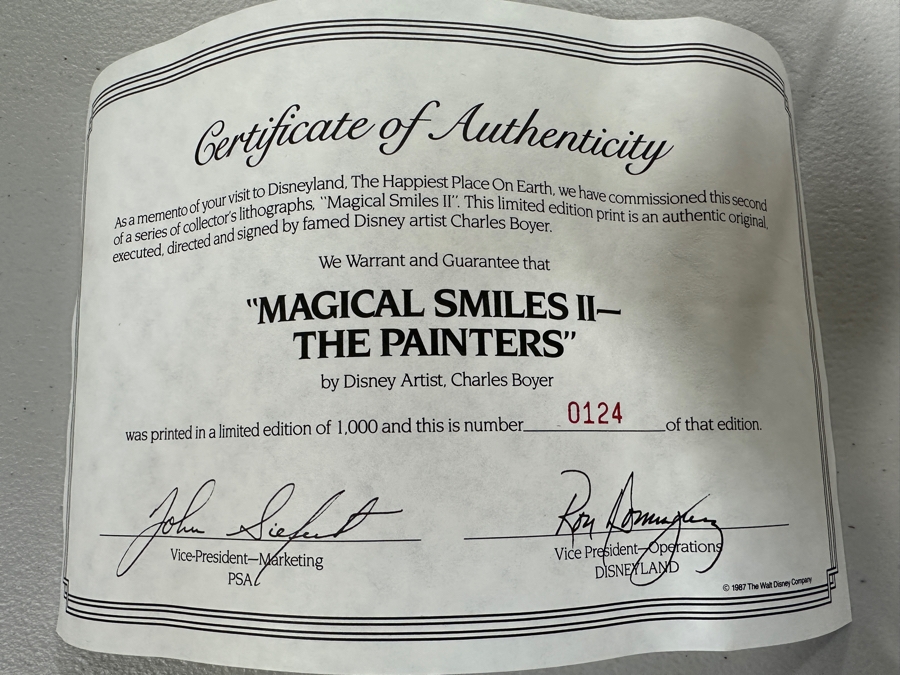 Certificate of Authenticity
As a memento of your visit to Disneyland, The Happiest Place On Earth, we have commissioned this second
of a series of collector's lithographs, "Magical Smiles II". This limited edition print is an authentic original,
executed, directed and signed by famed Disney artist Charles Boyer.
We Warrant and Guarantee that
"MAGICAL SMILES II—
THE PAINTERS"
by Disney Artist, Charles Boyer
was printed in a limited edition of 1,000 and this is number 0124 of that edition.
John Siefert Ron Dominguez
Vice-President—Marketing
PSA
Vice President—Operations
DISNEYLAND
© 1987 The Walt Disney Company